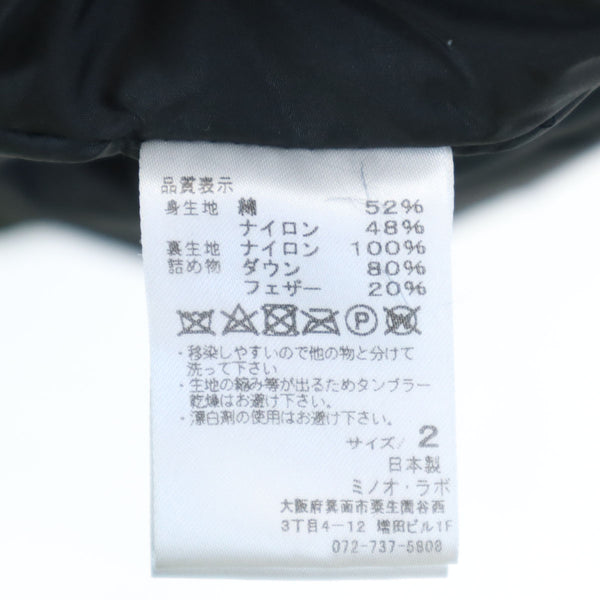 品質表示
身生地 綿 52%
ナイロン 48%
裏生地 ナイロン 100%
詰め物 ダウン 80%
フェザー 20%
P W
・移染しやすいので他の物と分けて
洗って下さい
・生地の縮み等が出るためタンブラー
乾燥はお避け下さい。
・漂白剤の使用はお避け下さい。
サイズ/ 2
日本製
ミノオ・ラボ
大阪府箕面市粟生間谷西
3丁目4-12 増田ビル1F
072-737-5808